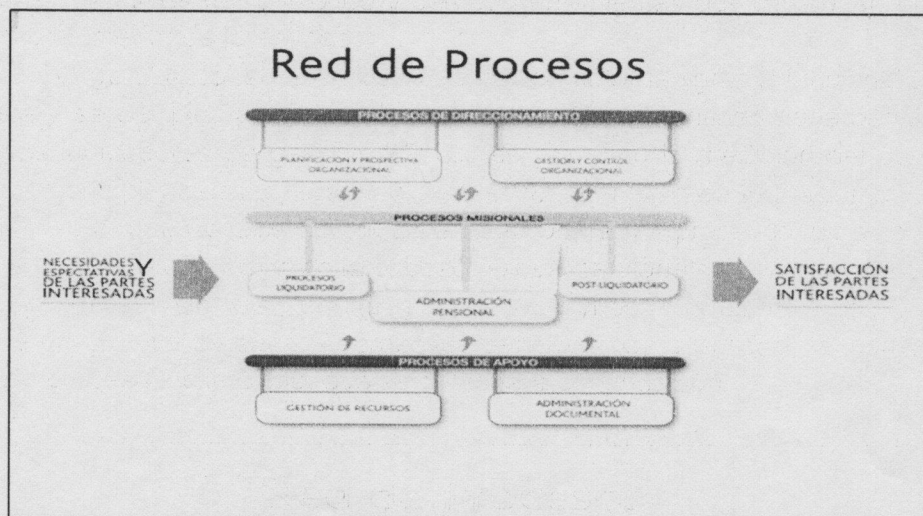 Red de Procesos
PROCESOS DE DIRECCIONAMIENTO
PLANIFICACIÓN Y PROSPECTIVA
ORGANIZACIONAL
GESTIÓN Y CONTROL
ORGANIZACIONAL
PROCESOS MISIONALES
NECESIDADES Y
ESPECTATIVAS
DE LAS PARTES
INTERESADAS
PROCESOS
LIQUIDATORIO
ADMINISTRACIÓN
PENSIONAL
POST-LIQUIDATORIO
SATISFACCIÓN
DE LAS PARTES
INTERESADAS
PROCESOS DE APOYO
GESTIÓN DE RECURSOS
ADMINISTRACIÓN
DOCUMENTAL